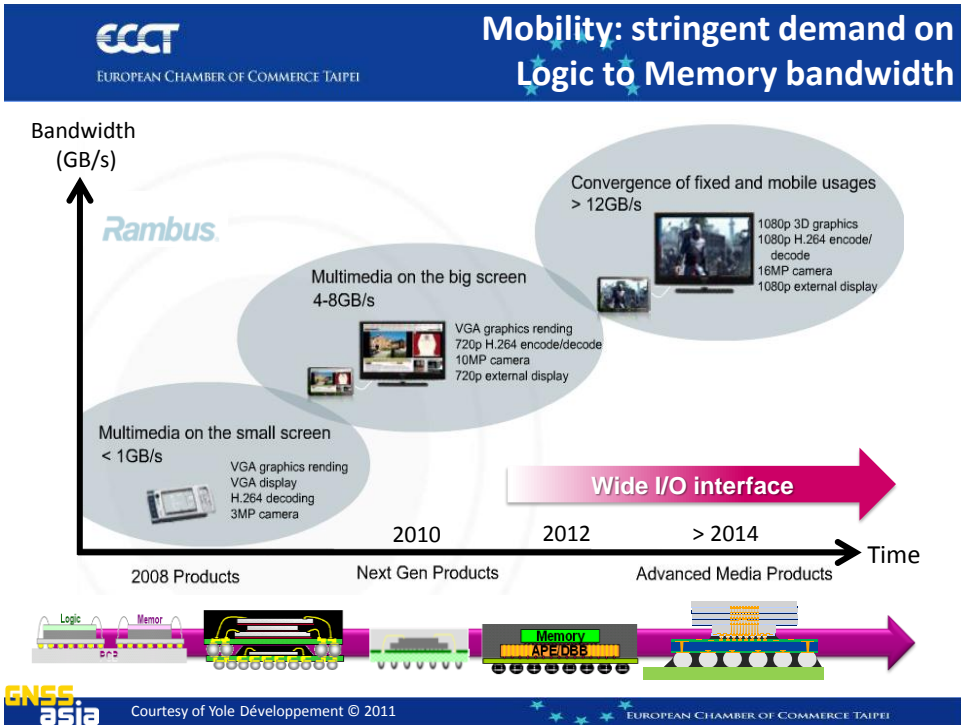 ECCT
EUROPEAN CHAMBER OF COMMERCE TAIPEI
Mobility: stringent demand on
Logic to Memory bandwidth
Bandwidth
(GB/s)
Rambus
Convergence of fixed and mobile usages
> 12GB/s
1080p 3D graphics
1080p H.264 encode/
decode
16MP camera
1080p external display
Multimedia on the big screen
4-8GB/s
VGA graphics rending
720p H.264 encode/decode
10MP camera
720p external display
Multimedia on the small screen
< 1GB/s
VGA graphics rending
VGA display
H.264 decoding
3MP camera
Wide I/O interface
2010
2012
> 2014
Time
2008 Products
Next Gen Products
Advanced Media Products
Logic
Memor
Memory
APE/DBB
GNSS
asia
Courtesy of Yole Développement © 2011
EUROPEAN CHAMBER OF COMMERCE TAIPEI